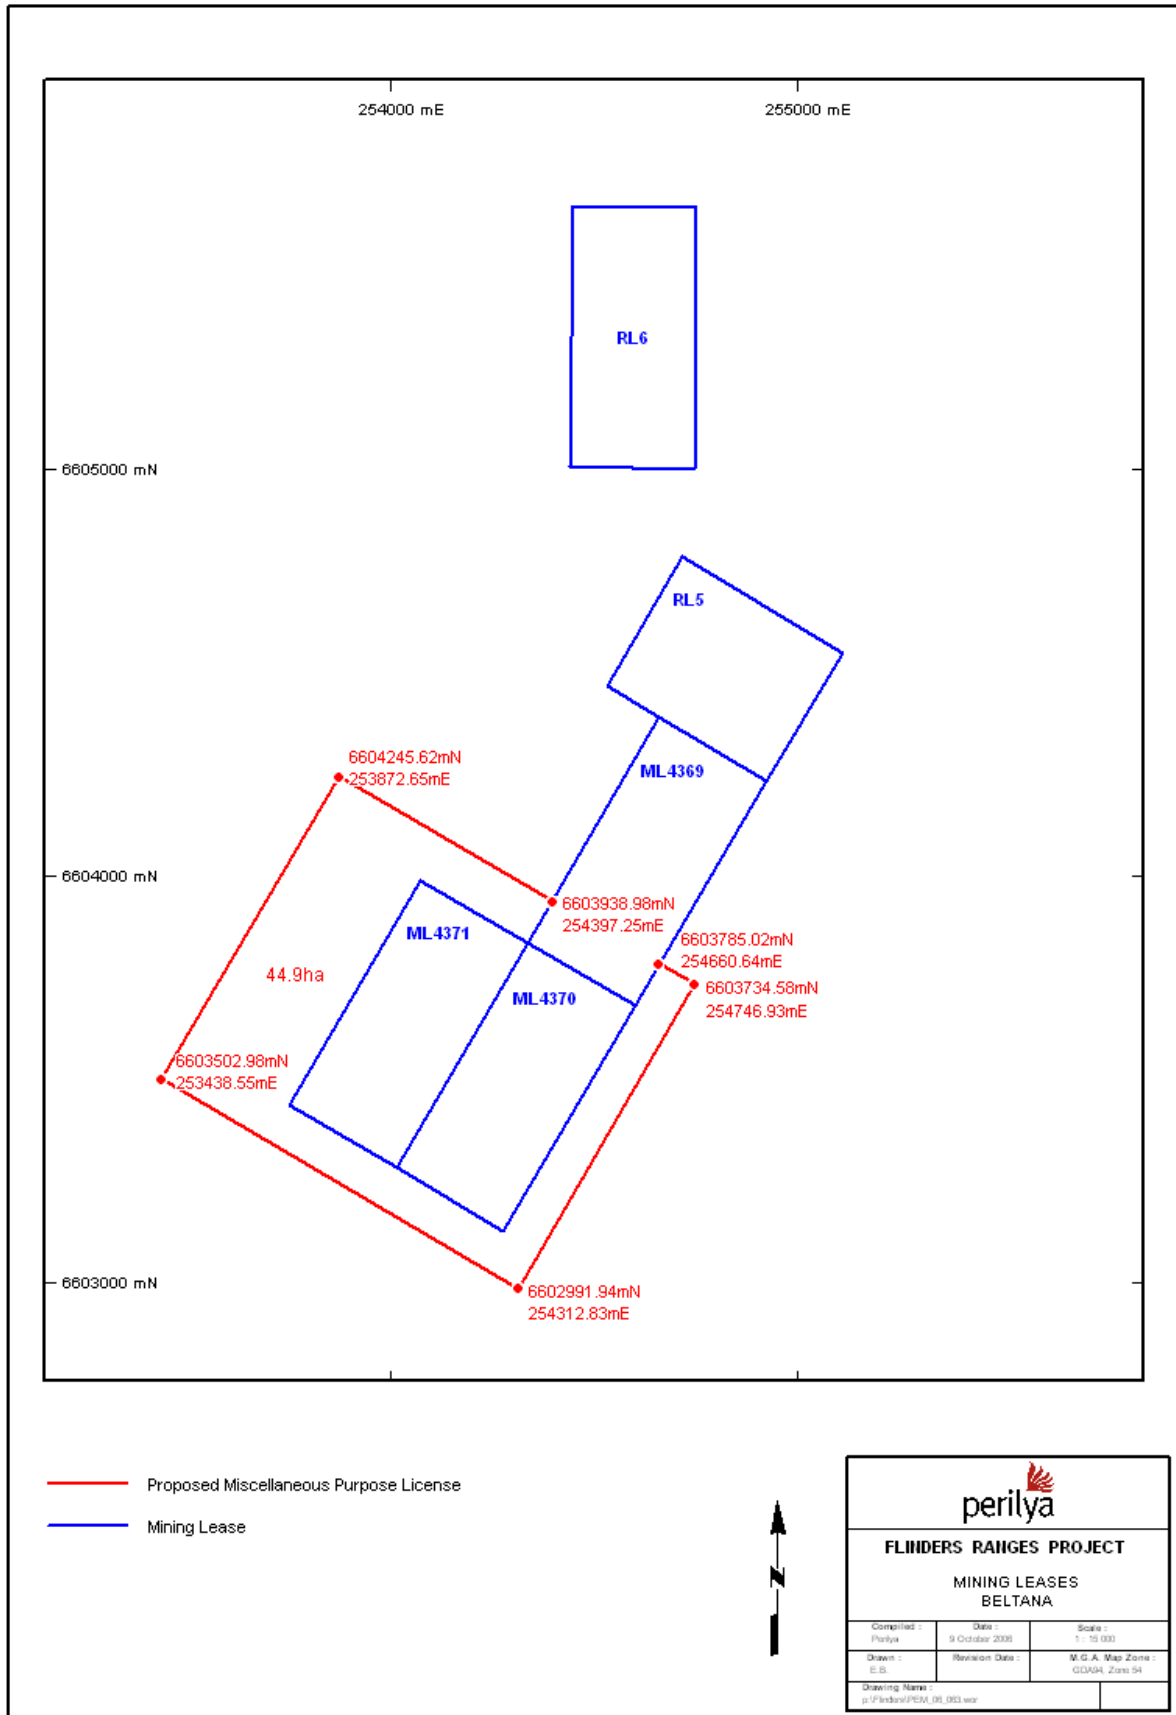 254000 mE
255000 mE
RL6
6605000 mN
RL5
6604245.62mN
253872.65mE
ML4369
6604000 mN
6603938.98mN
254397.25mE
ML4371
6603785.02mN
254660.64mE
44.9ha
ML4370
6603734.58mN
254746.93mE
6603502.98mN
253438.55mE
6603000 mN
6602991.94mN
254312.83mE
Proposed Miscellaneous Purpose License
Mining Lease
N
perilya
FLINDERS RANGES PROJECT
MINING LEASES
BELTANA
Compiled :
Perilya
Date :
9 October 2006
Scale :
1 : 15 000
Drawn :
E.B.
Revision Date :
M.G.A. Map Zone :
GDA94, Zone 54
Drawing Name :